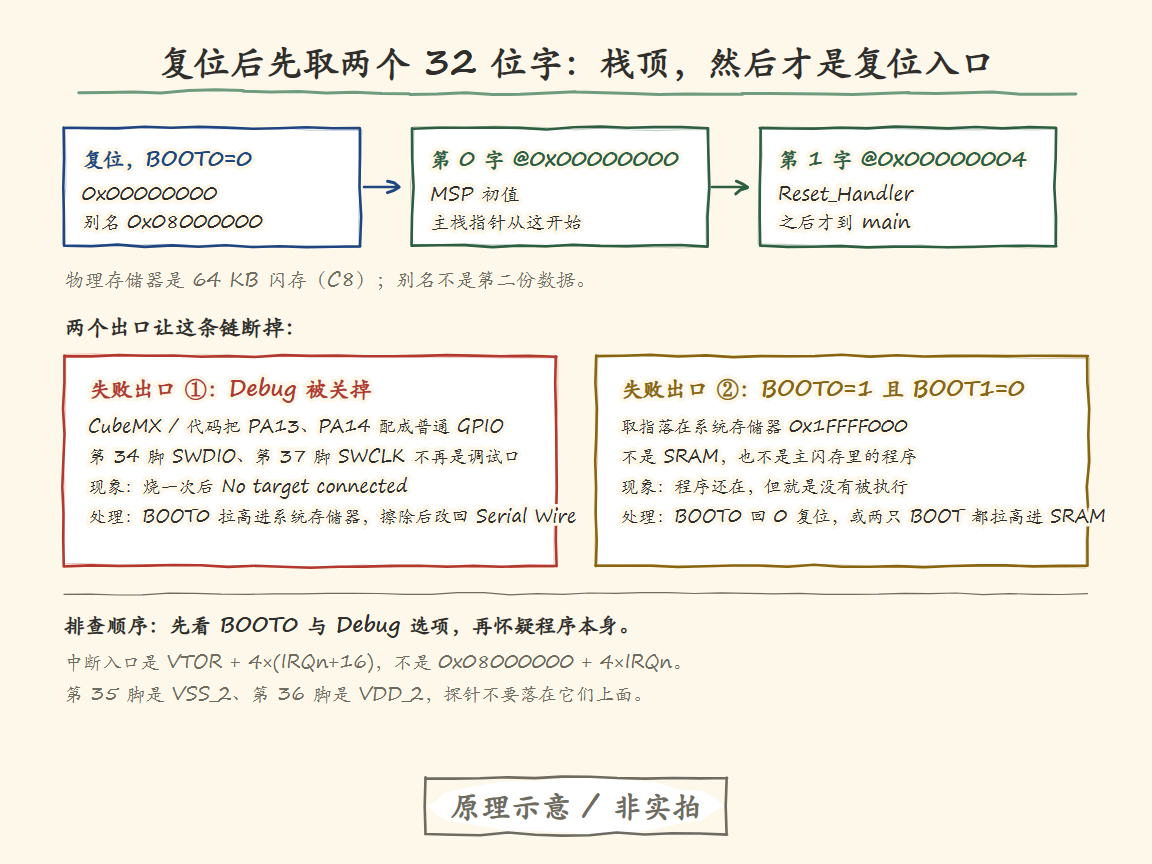 复位后先取两个 32 位字：栈顶，然后才是复位入口
复位，BOOT0=0
0x00000000
别名 0x08000000
第 0 字 @0x00000000
MSP 初值
主栈指针从这开始
第 1 字 @0x00000004
Reset_Handler
之后才到 main
物理存储器是 64 KB 闪存（C8）；别名不是第二份数据。
两个出口让这条链断掉：
失败出口 ①：Debug 被关掉
CubeMX / 代码把 PA13、PA14 配成普通 GPIO
第 34 脚 SWDIO、第 37 脚 SWCLK 不再是调试口
现象：烧一次后 No target connected
处理：BOOT0 拉高进系统存储器，擦除后改回 Serial Wire
失败出口 ②：BOOT0=1 且 BOOT1=0
取指落在系统存储器 0x1FFFF000
不是 SRAM，也不是主闪存里的程序
现象：程序还在，但就是没有被执行
处理：BOOT0 回 0 复位，或两只 BOOT 都拉高进 SRAM
排查顺序：先看 BOOT0 与 Debug 选项，再怀疑程序本身。
中断入口是 VTOR + 4×(IRQn+16)，不是 0x08000000 + 4×IRQn。
第 35 脚是 VSS_2、第 36 脚是 VDD_2，探针不要落在它们上面。
原理示意 / 非实拍